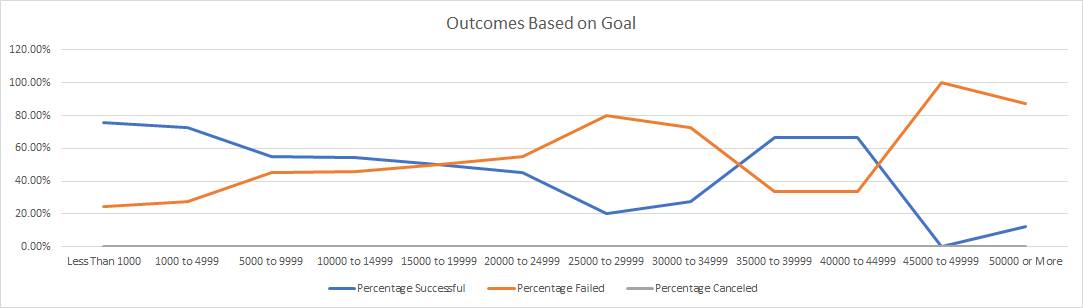 Outcomes Based on Goal
120.00%
100.00%
80.00%
60.00%
40.00%
20.00%
0.00%
Less Than 1000 1000 to 4999 5000 to 9999 10000 to 14999 15000 to 19999 20000 to 24999 25000 to 29999 30000 to 34999 35000 to 39999 40000 to 44999 45000 to 49999 50000 or More
Percentage Successful Percentage Failed Percentage Canceled